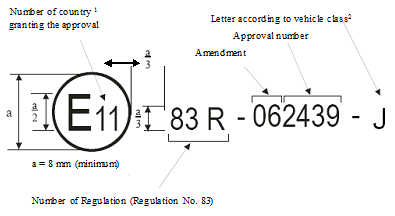 Number of country 1
granting the approval
Letter according to vehicle class2
Approval number
Amendment
a
3
a
a
2
E11
a
3
83 R - 062439 - J
a = 8 mm (minimum)
Number of Regulation (Regulation No. 83)